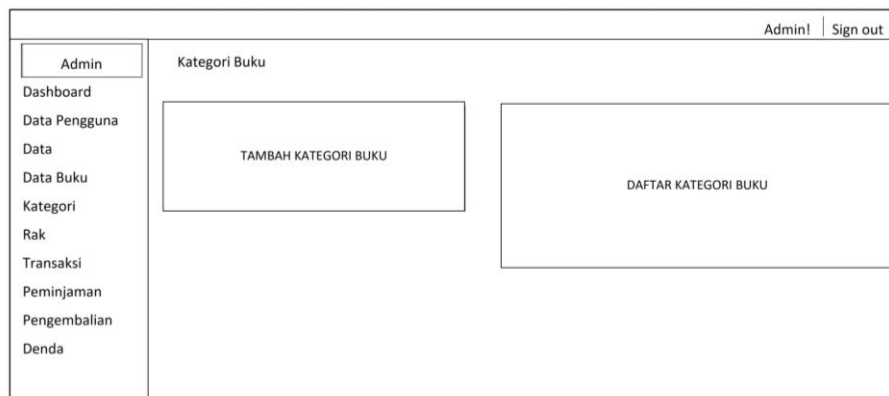 Admin! Sign out
Admin
Kategori Buku
Dashboard
Data Pengguna
Data
Data Buku
Kategori
Rak
Transaksi
Peminjaman
Pengembalian
Denda
TAMBAH KATEGORI BUKU
DAFTAR KATEGORI BUKU